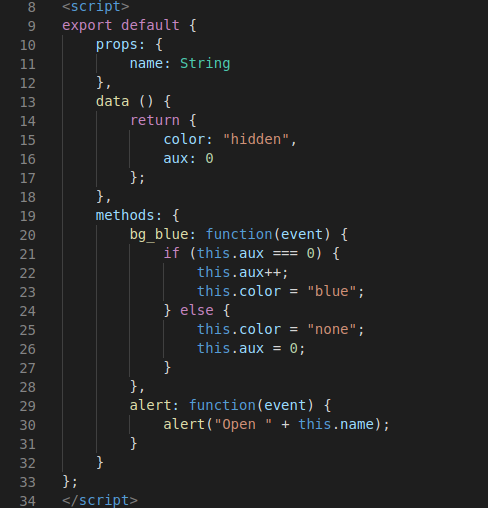 8 <script>
9 export default {
10     props: {
11         name: String
12     },
13     data () {
14         return {
15             color: "hidden",
16             aux: 0
17         };
18     },
19     methods: {
20         bg_blue: function(event) {
21             if (this.aux === 0) {
22                 this.aux++;
23                 this.color = "blue";
24             } else {
25                 this.color = "none";
26                 this.aux = 0;
27             }
28         },
29         alert: function(event) {
30             alert("Open " + this.name);
31         }
32     }
33 };
34 </script>